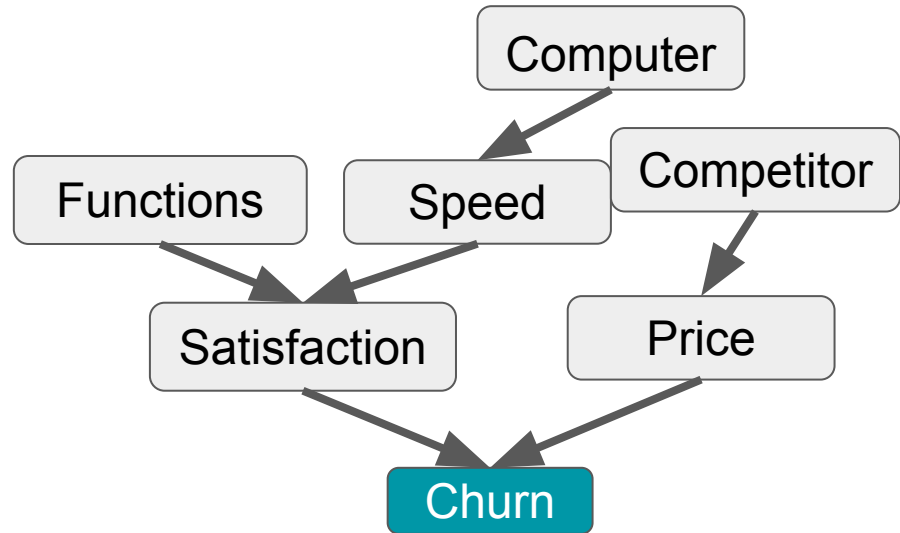 Computer
Competitor
Functions
Speed
Satisfaction
Price
Churn